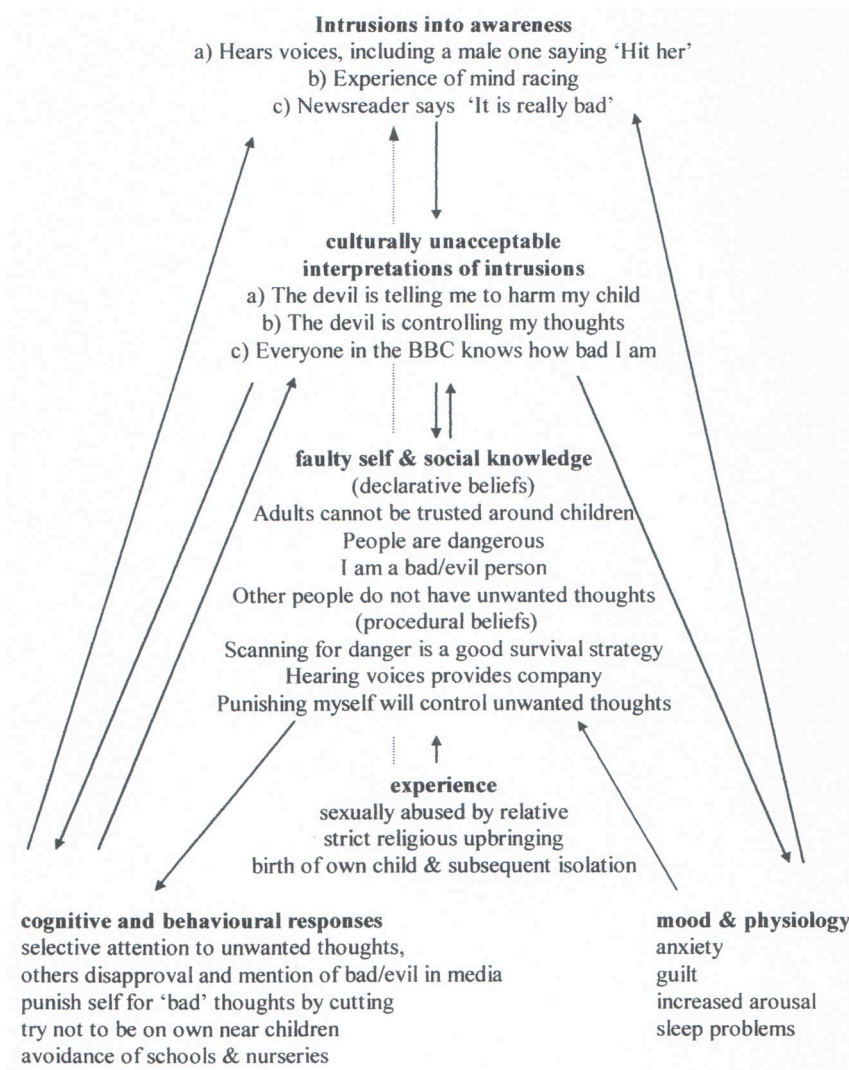 Intrusions into awareness
a) Hears voices, including a male one saying ‘Hit her’
b) Experience of mind racing
c) Newsreader says ‘It is really bad’
culturally unacceptable
interpretations of intrusions
a) The devil is telling me to harm my child
b) The devil is controlling my thoughts
c) Everyone in the BBC knows how bad I am
faulty self & social knowledge
(declarative beliefs)
Adults cannot be trusted around children
People are dangerous
I am a bad/evil person
Other people do not have unwanted thoughts
(procedural beliefs)
Scanning for danger is a good survival strategy
Hearing voices provides company
Punishing myself will control unwanted thoughts
experience
sexually abused by relative
strict religious upbringing
birth of own child & subsequent isolation
cognitive and behavioural responses
selective attention to unwanted thoughts,
others disapproval and mention of bad/evil in media
punish self for ‘bad’ thoughts by cutting
try not to be on own near children
avoidance of schools & nurseries
mood & physiology
anxiety
guilt
increased arousal
sleep problems